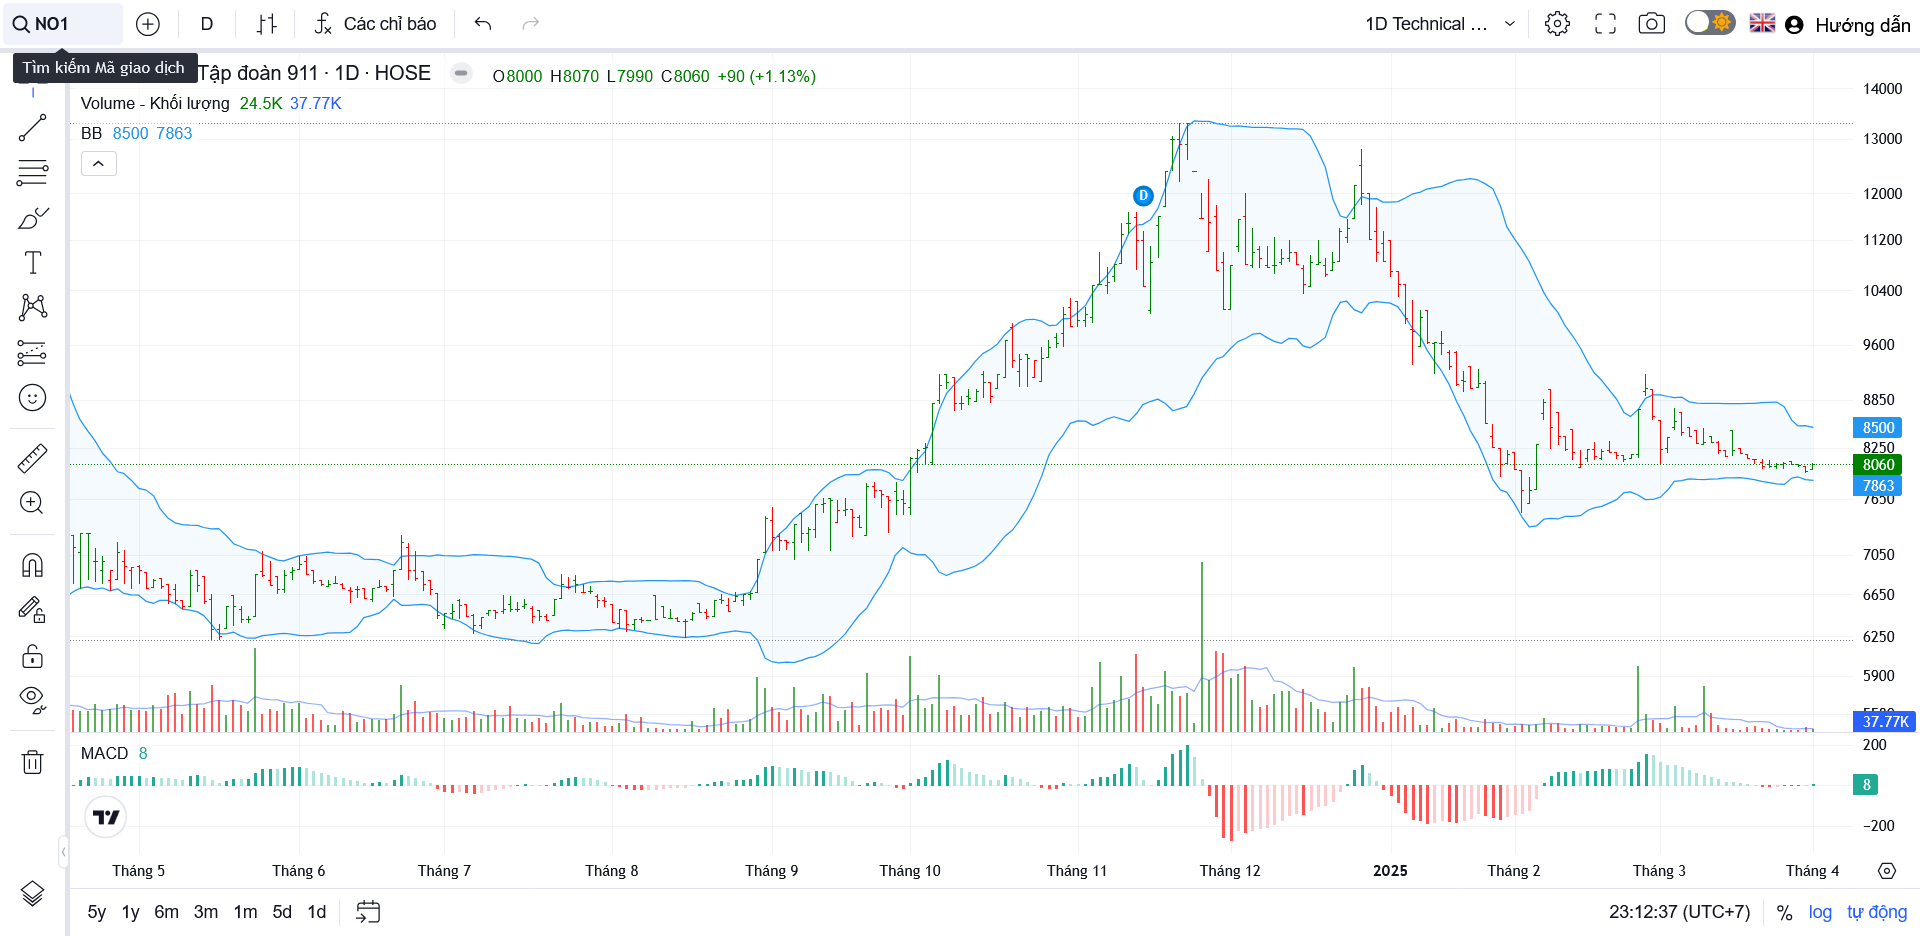 NO1
D
Các chỉ báo
1D Technical ...
Hướng dẫn
Tìm kiếm Mã giao dịch
Tập đoàn 911 · 1D · HOSE
O8000 H8070 L7990 C8060 +90 (+1.13%)
Volume - Khối lượng 24.5K 37.77K
BB 8500 7863
D
14000
13000
12000
11200
10400
9600
8850
8500
8250
8060
7863
7650
7050
6650
6250
5900
37.77K
MACD 8
200
8
−200
Tháng 5 Tháng 6 Tháng 7 Tháng 8 Tháng 9 Tháng 10 Tháng 11 Tháng 12 2025 Tháng 2 Tháng 3 Tháng 4
5y 1y 6m 3m 1m 5d 1d
23:12:37 (UTC+7) % log tự động